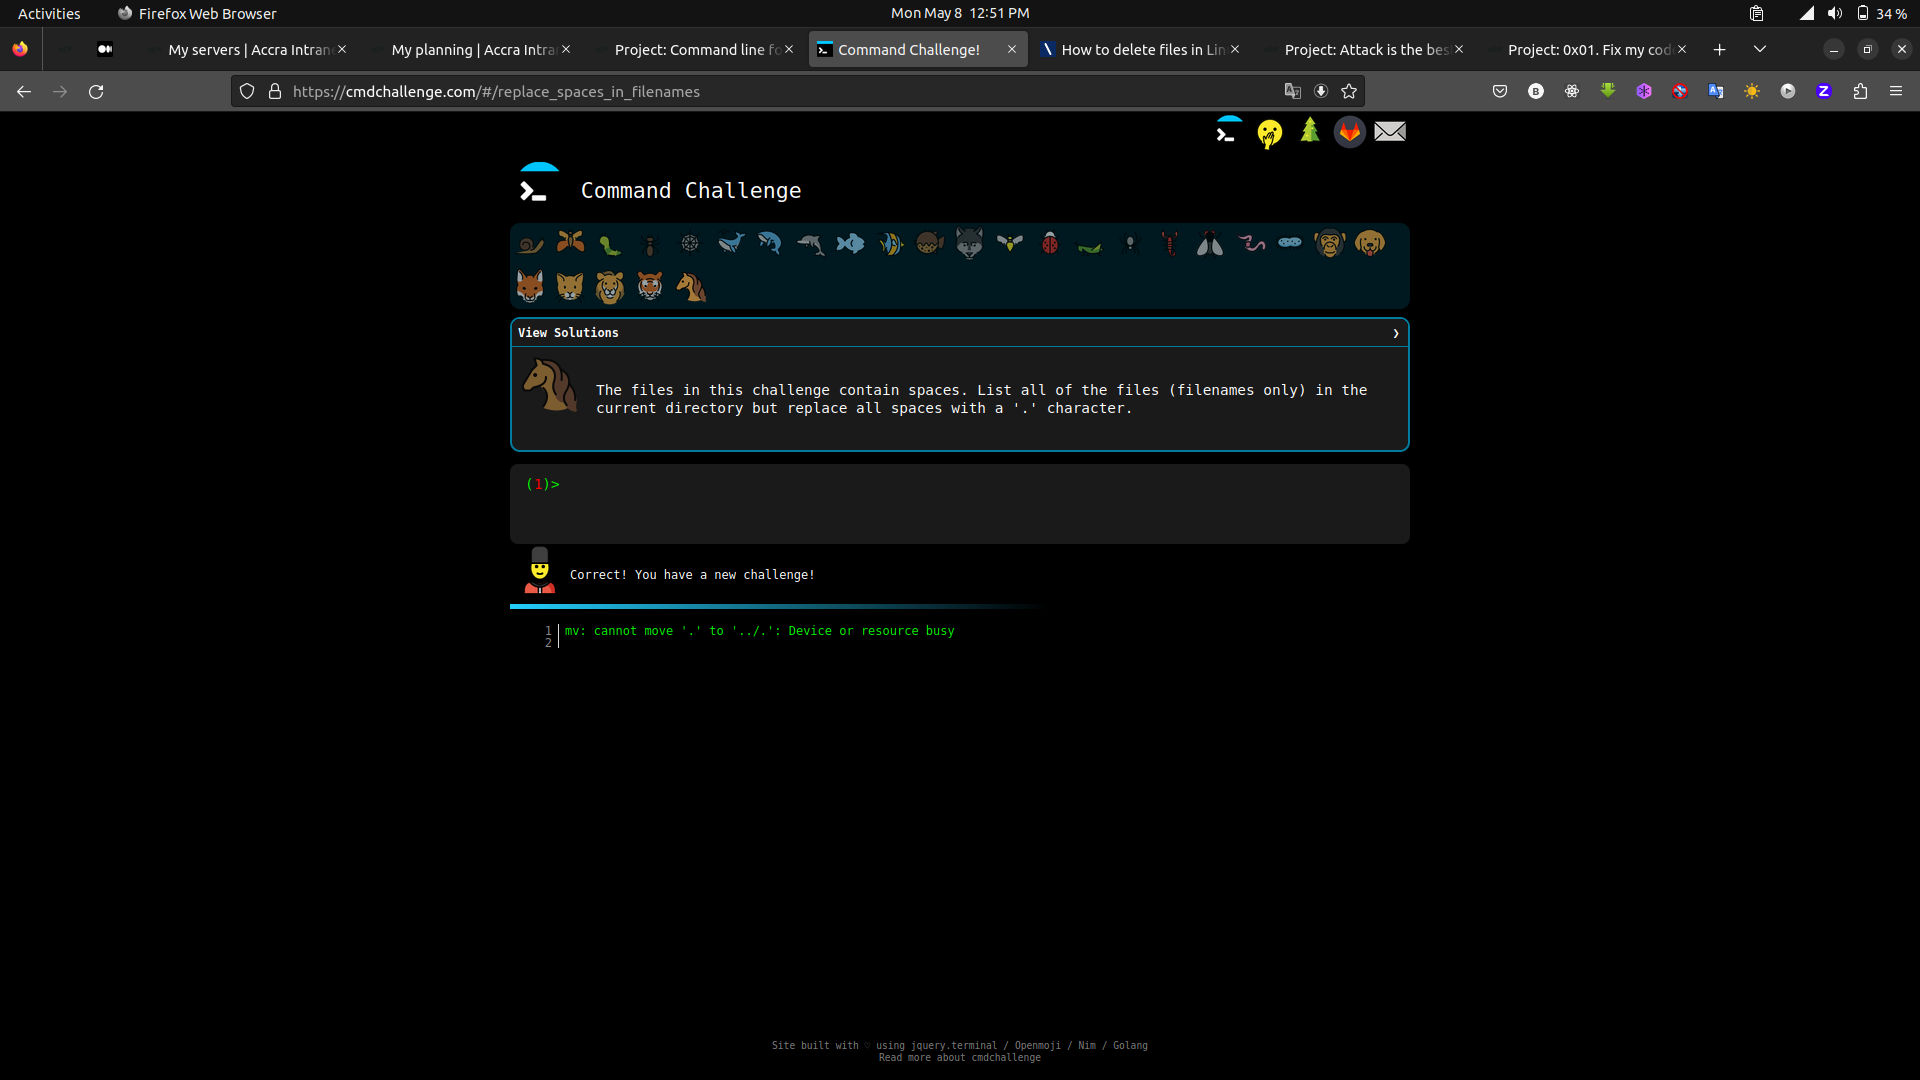 Activities
Firefox Web Browser
Mon May 8 12:51 PM
34 %
My servers | Accra Intran
My planning | Accra Intra
Project: Command line fo
Command Challenge!
How to delete files in Lin
Project: Attack is the bes
Project: 0x01. Fix my cod
https://cmdchallenge.com/#/replace_spaces_in_filenames
Command Challenge
View Solutions
The files in this challenge contain spaces. List all of the files (filenames only) in the
current directory but replace all spaces with a '.' character.
(1)>
Correct! You have a new challenge!
1 mv: cannot move '.' to '../.': Device or resource busy
2
Site built with ♡ using jquery.terminal / Openmoji / Nim / Golang
Read more about cmdchallenge